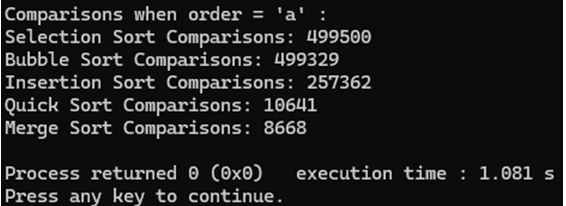 Comparisons when order = 'a' :
Selection Sort Comparisons: 499500
Bubble Sort Comparisons: 499329
Insertion Sort Comparisons: 257362
Quick Sort Comparisons: 10641
Merge Sort Comparisons: 8668
Process returned 0 (0x0)   execution time : 1.081 s
Press any key to continue.